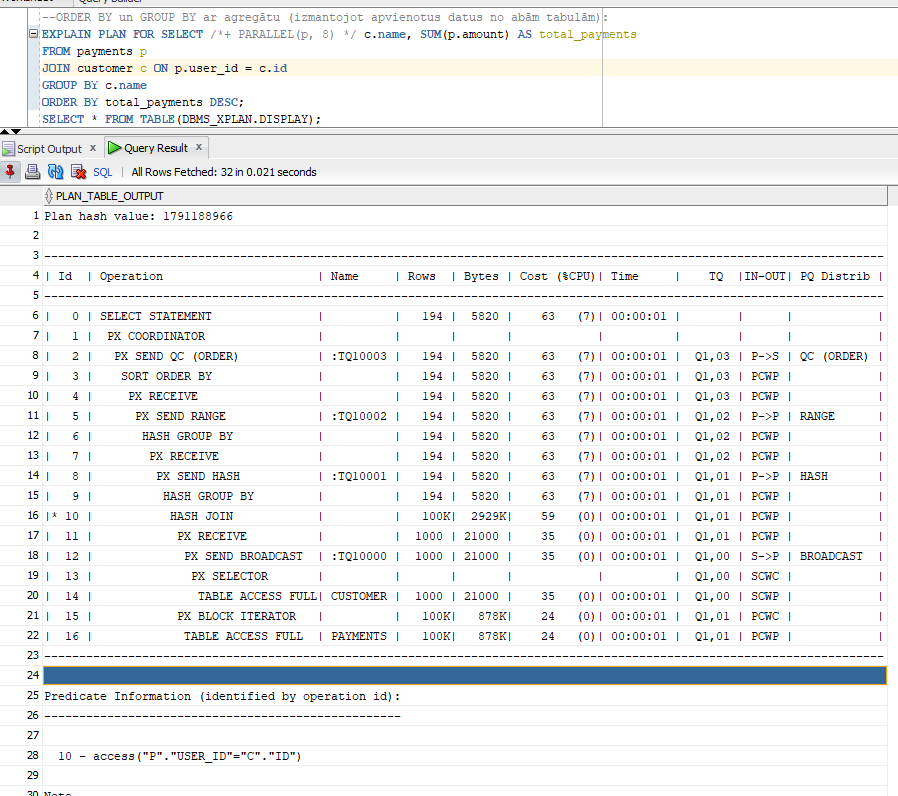 --ORDER BY un GROUP BY ar agregātu (izmantojot apvienotus datus no abām tabulām):
EXPLAIN PLAN FOR SELECT /*+ PARALLEL(p, 8) */ c.name, SUM(p.amount) AS total_payments
FROM payments p
JOIN customer c ON p.user_id = c.id
GROUP BY c.name
ORDER BY total_payments DESC;
SELECT * FROM TABLE(DBMS_XPLAN.DISPLAY);
Script Output x Query Result x
SQL | All Rows Fetched: 32 in 0.021 seconds
PLAN_TABLE_OUTPUT
1 Plan hash value: 1791188966
2
3 ------------------------------------------------------------------------------------------------------------------------
4 | Id | Operation | Name | Rows | Bytes | Cost (%CPU)| Time | TQ |IN-OUT| PQ Distrib |
5 ------------------------------------------------------------------------------------------------------------------------
6 | 0 | SELECT STATEMENT | | 194 | 5820 | 63 (7)| 00:00:01 | | | |
7 | 1 | PX COORDINATOR | | | | | | | | |
8 | 2 | PX SEND QC (ORDER) | :TQ10003 | 194 | 5820 | 63 (7)| 00:00:01 | Q1,03 | P->S | QC (ORDER) |
9 | 3 | SORT ORDER BY | | 194 | 5820 | 63 (7)| 00:00:01 | Q1,03 | PCWP | |
10 | 4 | PX RECEIVE | | 194 | 5820 | 63 (7)| 00:00:01 | Q1,03 | PCWP | |
11 | 5 | PX SEND RANGE | :TQ10002 | 194 | 5820 | 63 (7)| 00:00:01 | Q1,02 | P->P | RANGE |
12 | 6 | HASH GROUP BY | | 194 | 5820 | 63 (7)| 00:00:01 | Q1,02 | PCWP | |
13 | 7 | PX RECEIVE | | 194 | 5820 | 63 (7)| 00:00:01 | Q1,02 | PCWP | |
14 | 8 | PX SEND HASH | :TQ10001 | 194 | 5820 | 63 (7)| 00:00:01 | Q1,01 | P->P | HASH |
15 | 9 | HASH GROUP BY | | 194 | 5820 | 63 (7)| 00:00:01 | Q1,01 | PCWP | |
16 |* 10 | HASH JOIN | | 100K| 2929K| 59 (0)| 00:00:01 | Q1,01 | PCWP | |
17 | 11 | PX RECEIVE | | 1000 | 21000 | 35 (0)| 00:00:01 | Q1,01 | PCWP | |
18 | 12 | PX SEND BROADCAST | :TQ10000 | 1000 | 21000 | 35 (0)| 00:00:01 | Q1,00 | S->P | BROADCAST |
19 | 13 | PX SELECTOR | | | | | | Q1,00 | SCWC | |
20 | 14 | TABLE ACCESS FULL| CUSTOMER | 1000 | 21000 | 35 (0)| 00:00:01 | Q1,00 | SCWP | |
21 | 15 | PX BLOCK ITERATOR | | 100K| 878K| 24 (0)| 00:00:01 | Q1,01 | PCWC | |
22 | 16 | TABLE ACCESS FULL | PAYMENTS | 100K| 878K| 24 (0)| 00:00:01 | Q1,01 | PCWP | |
23 ------------------------------------------------------------------------------------------------------------------------
24
25 Predicate Information (identified by operation id):
26 ---------------------------------------------------
27
28 10 - access("P"."USER_ID"="C"."ID")
29
30 Note